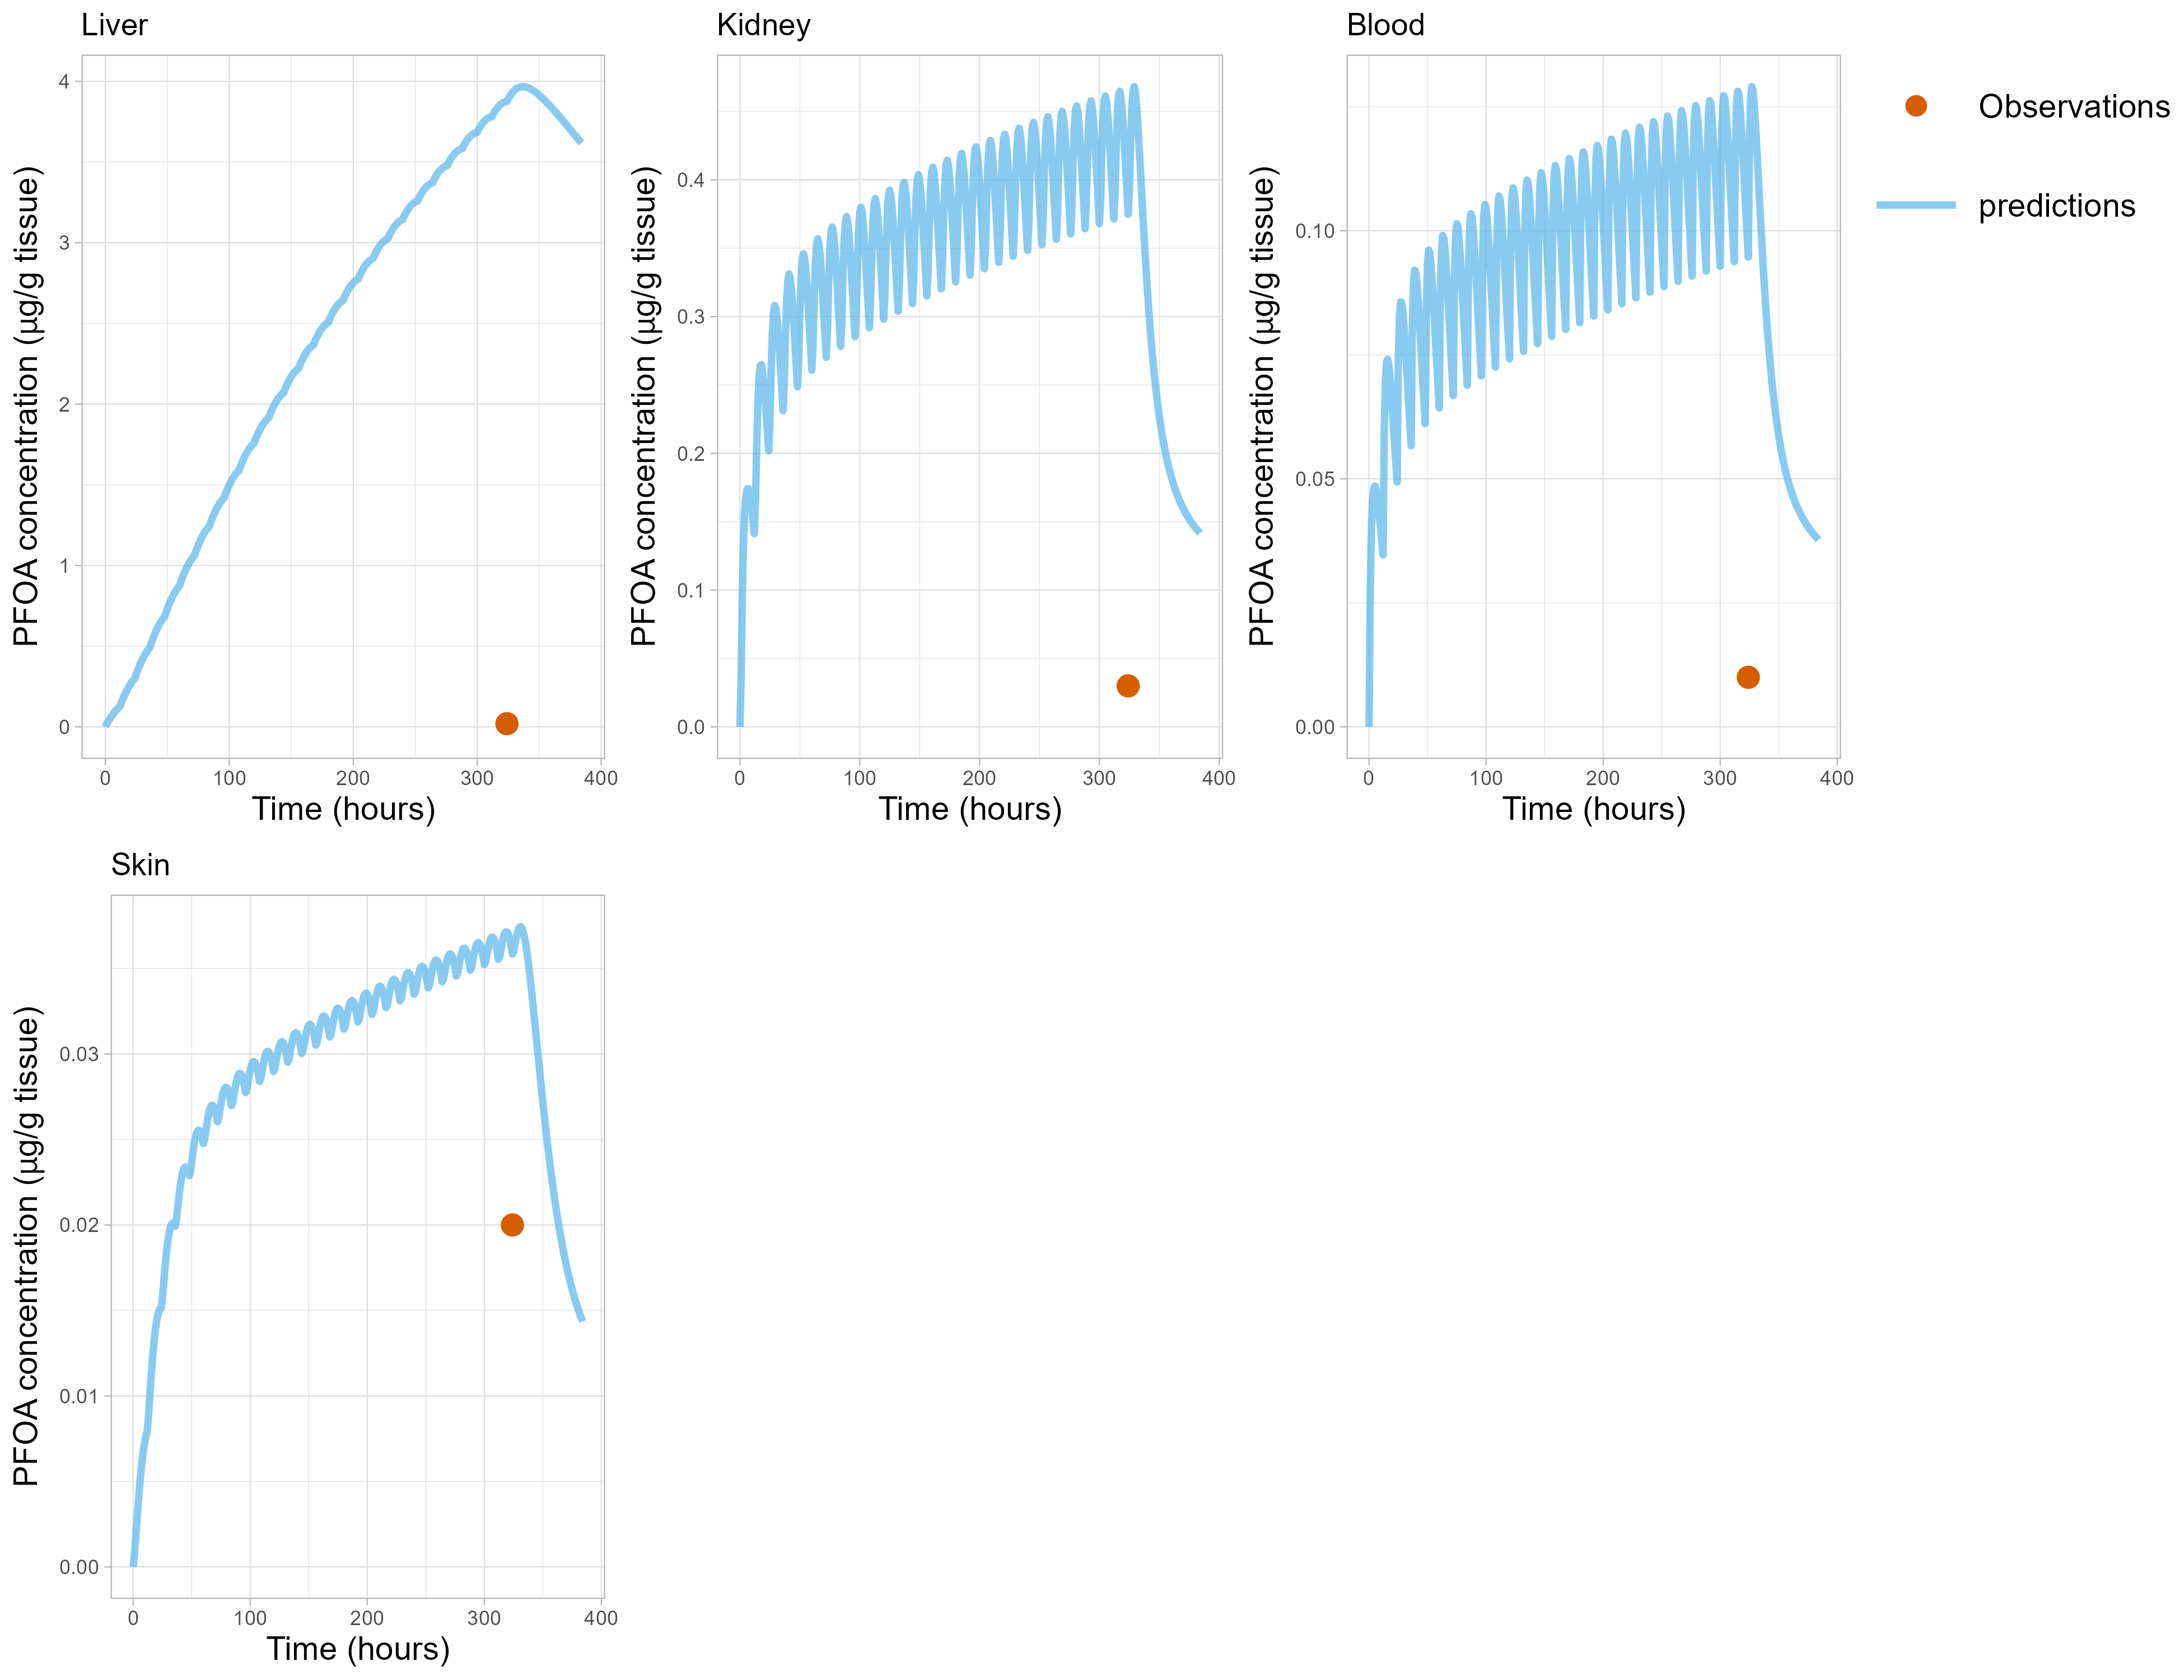 Liver
PFOA concentration (µg/g tissue)
4
3
2
1
0
0 100 200 300 400
Time (hours)
Kidney
PFOA concentration (µg/g tissue)
0.4
0.3
0.2
0.1
0.0
0 100 200 300 400
Time (hours)
Blood
PFOA concentration (µg/g tissue)
0.10
0.05
0.00
0 100 200 300 400
Time (hours)
Observations
predictions
Skin
PFOA concentration (µg/g tissue)
0.03
0.02
0.01
0.00
0 100 200 300 400
Time (hours)